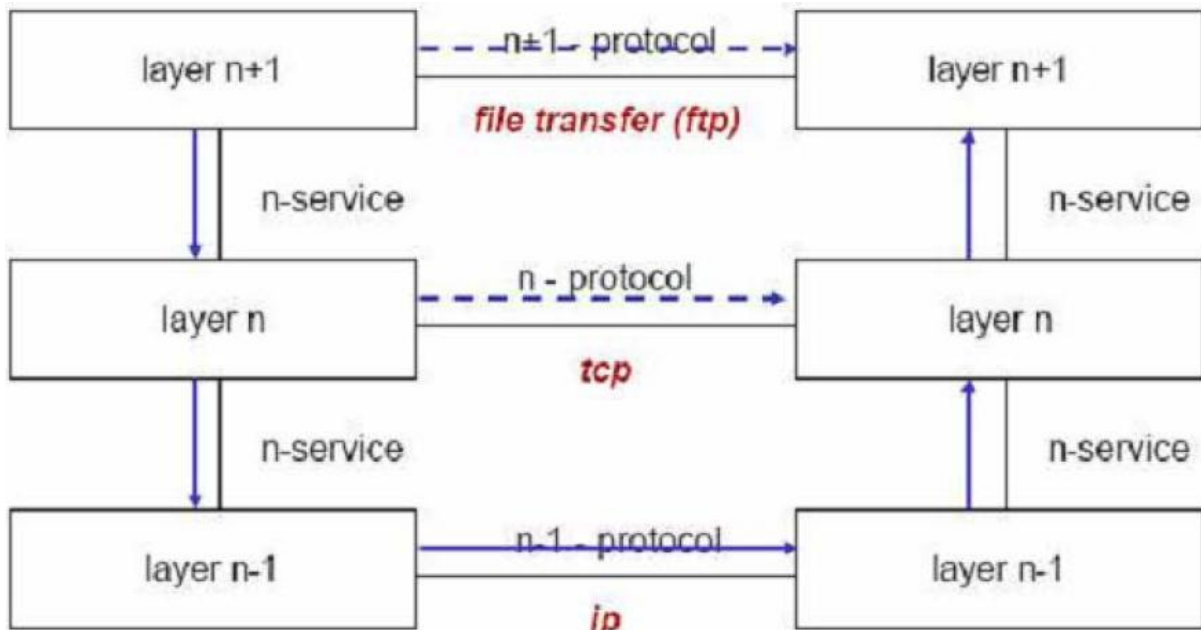 layer n+1
n+1 - protocol
layer n+1
file transfer (ftp)
n-service
n-service
layer n
n - protocol
layer n
tcp
n-service
n-service
layer n-1
n-1 - protocol
layer n-1
ip